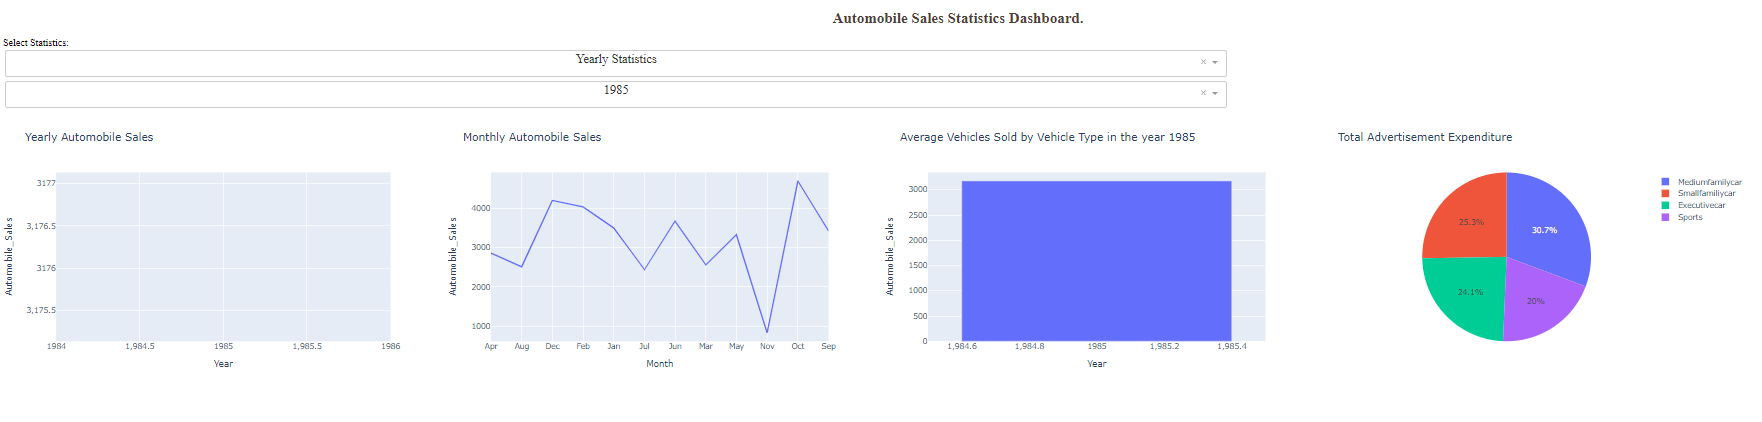 Automobile Sales Statistics Dashboard.
Select Statistics:
Yearly Statistics
×
1985
×
Yearly Automobile Sales
3177
3,176.5
3176
3,175.5
Automobile_Sales
1984
1,984.5
1985
1,985.5
1986
Year
Monthly Automobile Sales
4000
3000
2000
1000
Automobile_Sales
Apr
Aug
Dec
Feb
Jan
Jul
Jun
Mar
May
Nov
Oct
Sep
Month
Average Vehicles Sold by Vehicle Type in the year 1985
3000
2500
2000
1500
1000
500
0
Automobile_Sales
1,984.6
1,984.8
1985
1,985.2
1,985.4
Year
Total Advertisement Expenditure
30.7%
25.3%
24.1%
20%
Mediumfamilycar
Smallfamiliycar
Executivecar
Sports